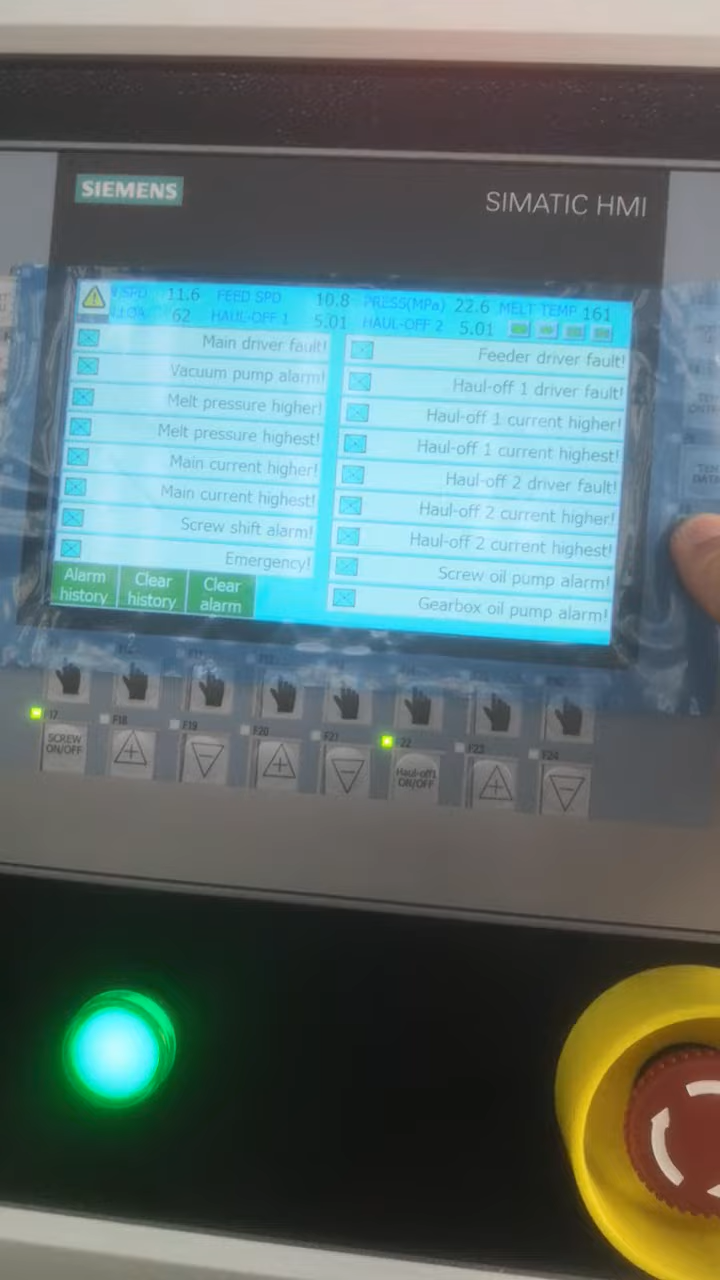 SIEMENS
SIMATIC HMI
SPD 11.6 FEED SPD 10.8 PRESS(MPa) 22.6 MELT TEMP 161
62 HAUL-OFF 1 5.01 HAUL-OFF 2 5.01
Main driver fault!
Vacuum pump alarm!
Melt pressure higher!
Melt pressure highest!
Main current higher!
Main current highest!
Screw shift alarm!
Emergency!
Feeder driver fault!
Haul-off 1 driver fault!
Haul-off 1 current higher!
Haul-off 1 current highest!
Haul-off 2 driver fault!
Haul-off 2 current higher!
Haul-off 2 current highest!
Screw oil pump alarm!
Gearbox oil pump alarm!
Alarm history
Clear history
Clear alarm
F17 F18 F19 F20 F21 F22 F23 F24
SCREW ON/OFF
Haul-off1 ON/OFF